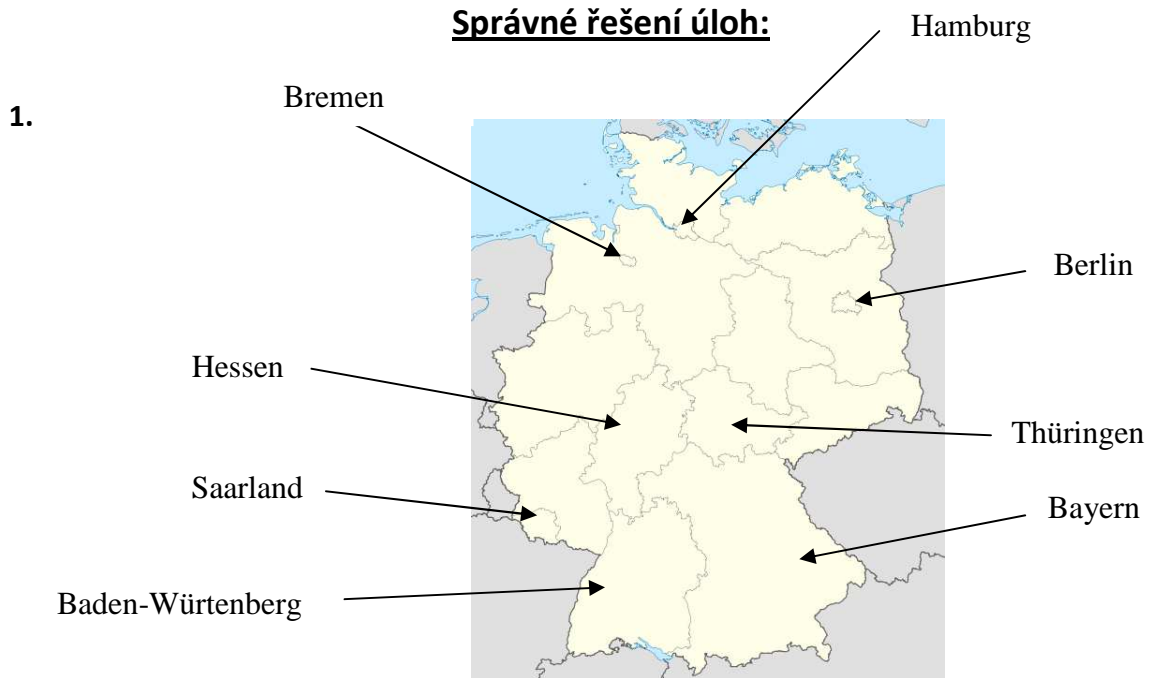 Správné řešení úloh:
Hamburg
1.
Bremen
Berlin
Hessen
Thüringen
Saarland
Bayern
Baden-Würtenberg